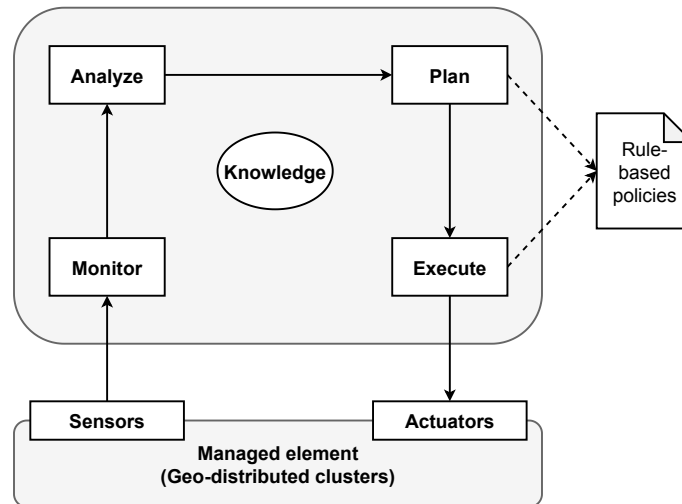 Analyze
Plan
Rule-
based
policies
Knowledge
Monitor
Execute
Sensors
Actuators
Managed element
(Geo-distributed clusters)